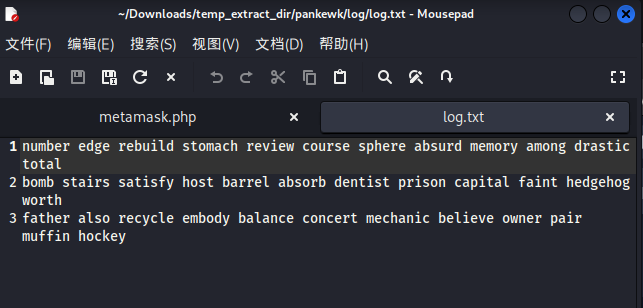 ~/Downloads/temp_extract_dir/pankewk/log/log.txt - Mousepad
文件(F) 编辑(E) 搜索(S) 视图(V) 文档(D) 帮助(H)
metamask.php log.txt
1 number edge rebuild stomach review course sphere absurd memory among drastic
total
2 bomb stairs satisfy host barrel absorb dentist prison capital faint hedgehog
worth
3 father also recycle embody balance concert mechanic believe owner pair
muffin hockey